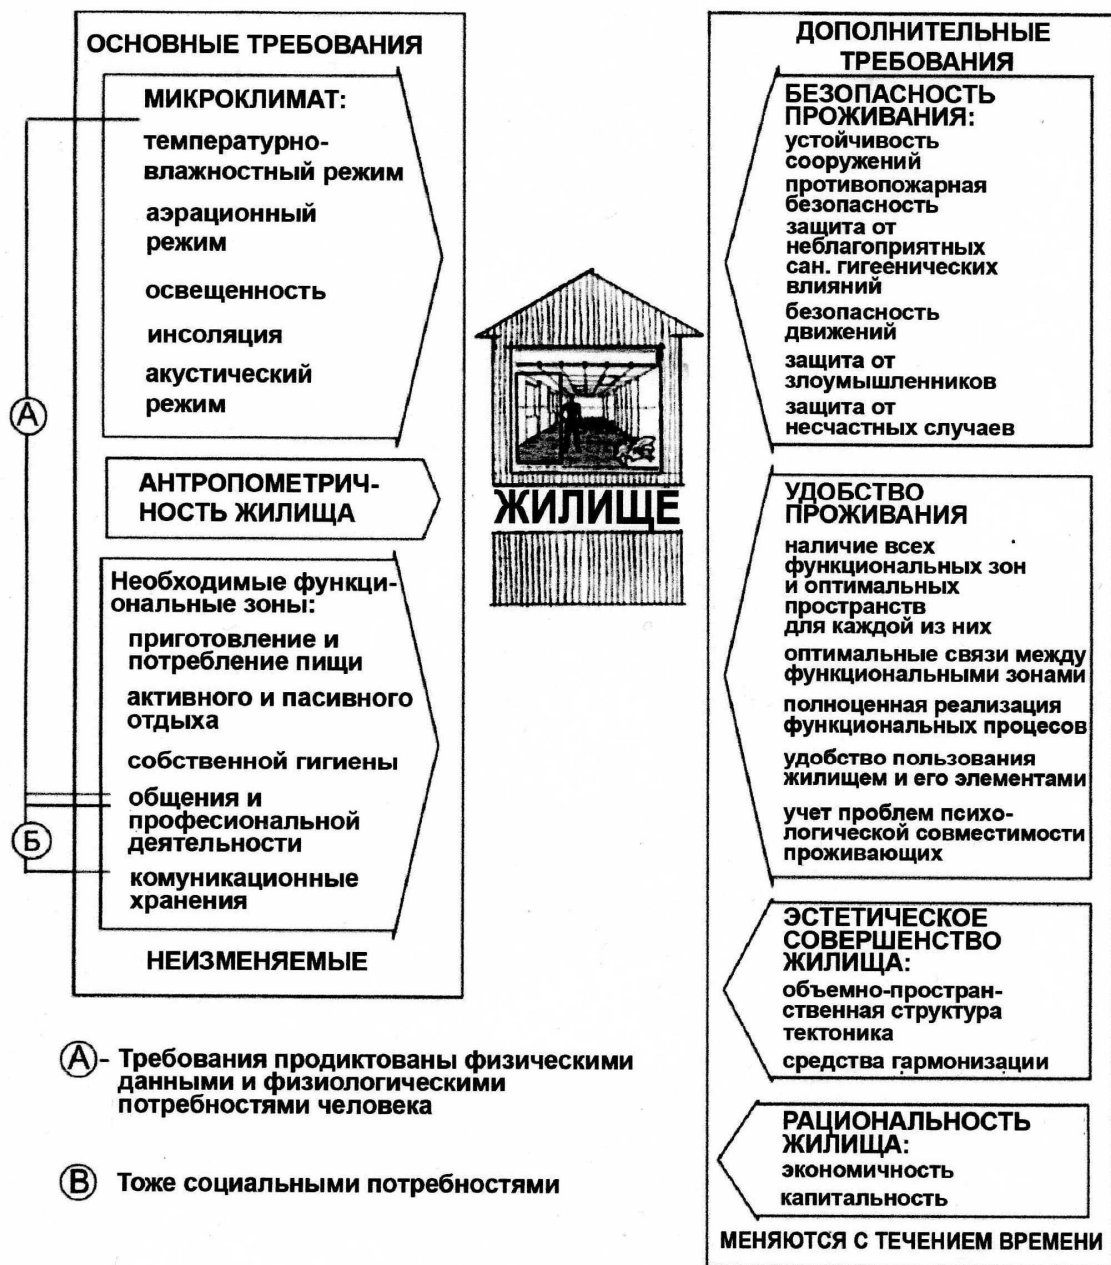 ОСНОВНЫЕ ТРЕБОВАНИЯ
МИКРОКЛИМАТ:
температурно-
влажностный режим
аэрационный
режим
освещенность
инсоляция
акустический
режим
А
АНТРОПОМЕТРИЧ-
НОСТЬ ЖИЛИЩА
Необходимые функци-
ональные зоны:
приготовление и
потребление пищи
активного и пасивного
отдыха
собственной гигиены
общения и
професиональной
деятельности
Б
комуникационные
хранения
НЕИЗМЕНЯЕМЫЕ
ЖИЛИЩЕ
ДОПОЛНИТЕЛЬНЫЕ
ТРЕБОВАНИЯ
БЕЗОПАСНОСТЬ
ПРОЖИВАНИЯ:
устойчивость
сооружений
противопожарная
безопасность
защита от
неблагоприятных
сан. гигеенических
влияний
безопасность
движений
защита от
злоумышленников
защита от
несчастных случаев
УДОБСТВО
ПРОЖИВАНИЯ
наличие всех
функциональных зон
и оптимальных
пространств
для каждой из них
оптимальные связи между
функциональными зонами
полноценная реализация
функциональных процесов
удобство пользования
жилищем и его элементами
учет проблем психо-
логической совместимости
проживающих
ЭСТЕТИЧЕСКОЕ
СОВЕРШЕНСТВО
ЖИЛИЩА:
объемно-простран-
ственная структура
тектоника
средства гармонизации
РАЦИОНАЛЬНОСТЬ
ЖИЛИЩА:
экономичность
капитальность
МЕНЯЮТСЯ С ТЕЧЕНИЕМ ВРЕМЕНИ
А - Требования продиктованы физическими
данными и физиологическими
потребностями человека
В Тоже социальными потребностями